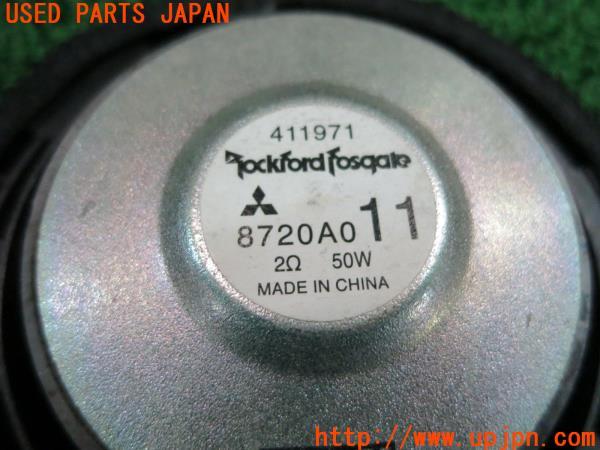 USED PARTS JAPAN
411971
Rockford Fosgate
8720A011
2Ω 50W
MADE IN CHINA
http://www.upjpn.com